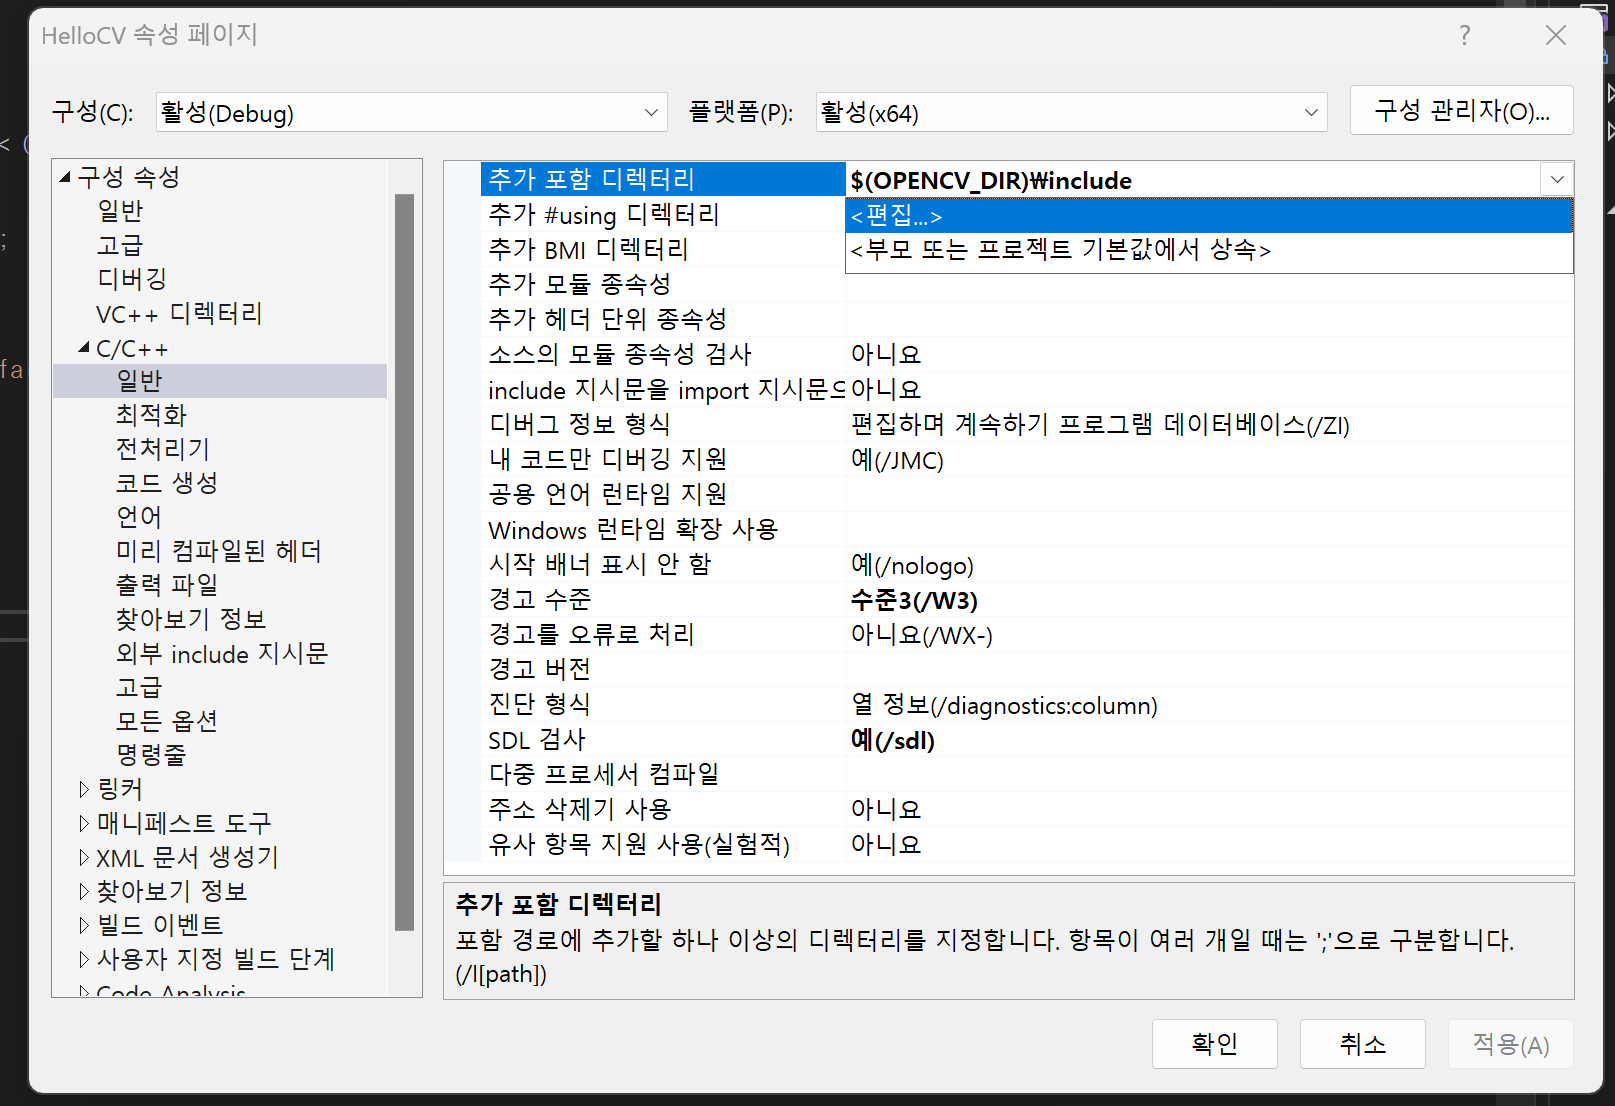 HelloCV 속성 페이지
?
구성(C): 활성(Debug) 플랫폼(P): 활성(x64) 구성 관리자(O)...
< (
;
fa
구성 속성
일반
고급
디버깅
VC++ 디렉터리
C/C++
일반
최적화
전처리기
코드 생성
언어
미리 컴파일된 헤더
출력 파일
찾아보기 정보
외부 include 지시문
고급
모든 옵션
명령줄
링커
매니페스트 도구
XML 문서 생성기
찾아보기 정보
빌드 이벤트
사용자 지정 빌드 단계
Code Analysis
추가 포함 디렉터리 $(OPENCV_DIR)₩include
<편집...>
<부모 또는 프로젝트 기본값에서 상속>
추가 #using 디렉터리
추가 BMI 디렉터리
추가 모듈 종속성
추가 헤더 단위 종속성
소스의 모듈 종속성 검사 아니요
include 지시문을 import 지시문으 아니요
디버그 정보 형식 편집하며 계속하기 프로그램 데이터베이스(/ZI)
내 코드만 디버깅 지원 예(/JMC)
공용 언어 런타임 지원
Windows 런타임 확장 사용
시작 배너 표시 안 함 예(/nologo)
경고 수준 수준3(/W3)
경고를 오류로 처리 아니요(/WX-)
경고 버전
진단 형식 열 정보(/diagnostics:column)
SDL 검사 예(/sdl)
다중 프로세서 컴파일
주소 삭제기 사용 아니요
유사 항목 지원 사용(실험적) 아니요
추가 포함 디렉터리
포함 경로에 추가할 하나 이상의 디렉터리를 지정합니다. 항목이 여러 개일 때는 ';'으로 구분합니다.
(/I[path])
확인 취소 적용(A)